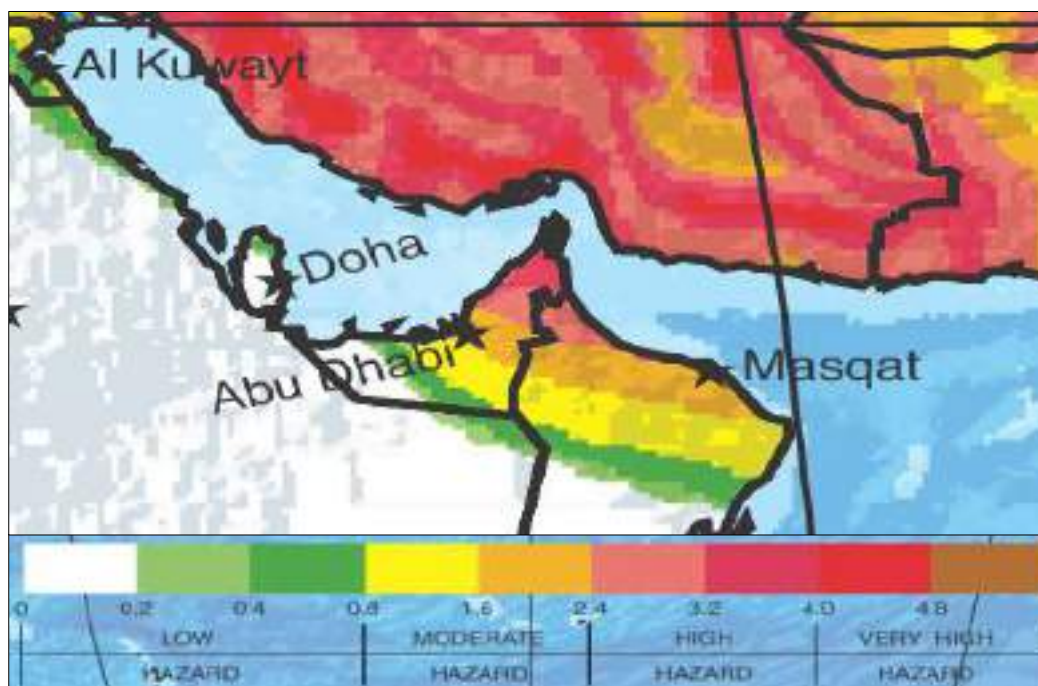 Al Kuwayt
Doha
Abu Dhabi
Masqat
0 0.2 0.4 0.8 1.6 2.4 3.2 4.0 4.8
LOW MODERATE HIGH VERY HIGH
HAZARD HAZARD HAZARD HAZARD